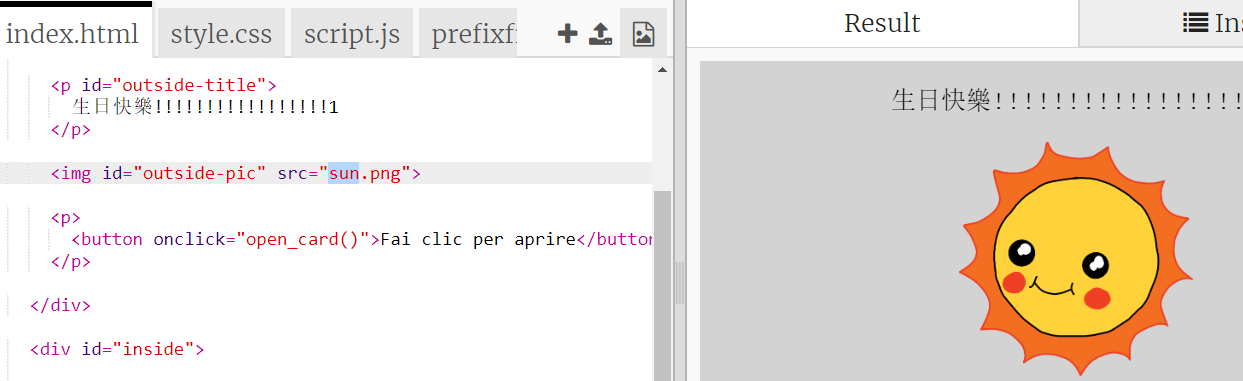 index.html style.css script.js prefixf
<p id="outside-title">
生日快樂!!!!!!!!!!!!!!!!!1
</p>
<img id="outside-pic" src="sun.png">
<p>
<button onclick="open_card()">Fai clic per aprire</button
</p>
</div>
<div id="inside">
Result Ins
生日快樂!!!!!!!!!!!!!!!!!